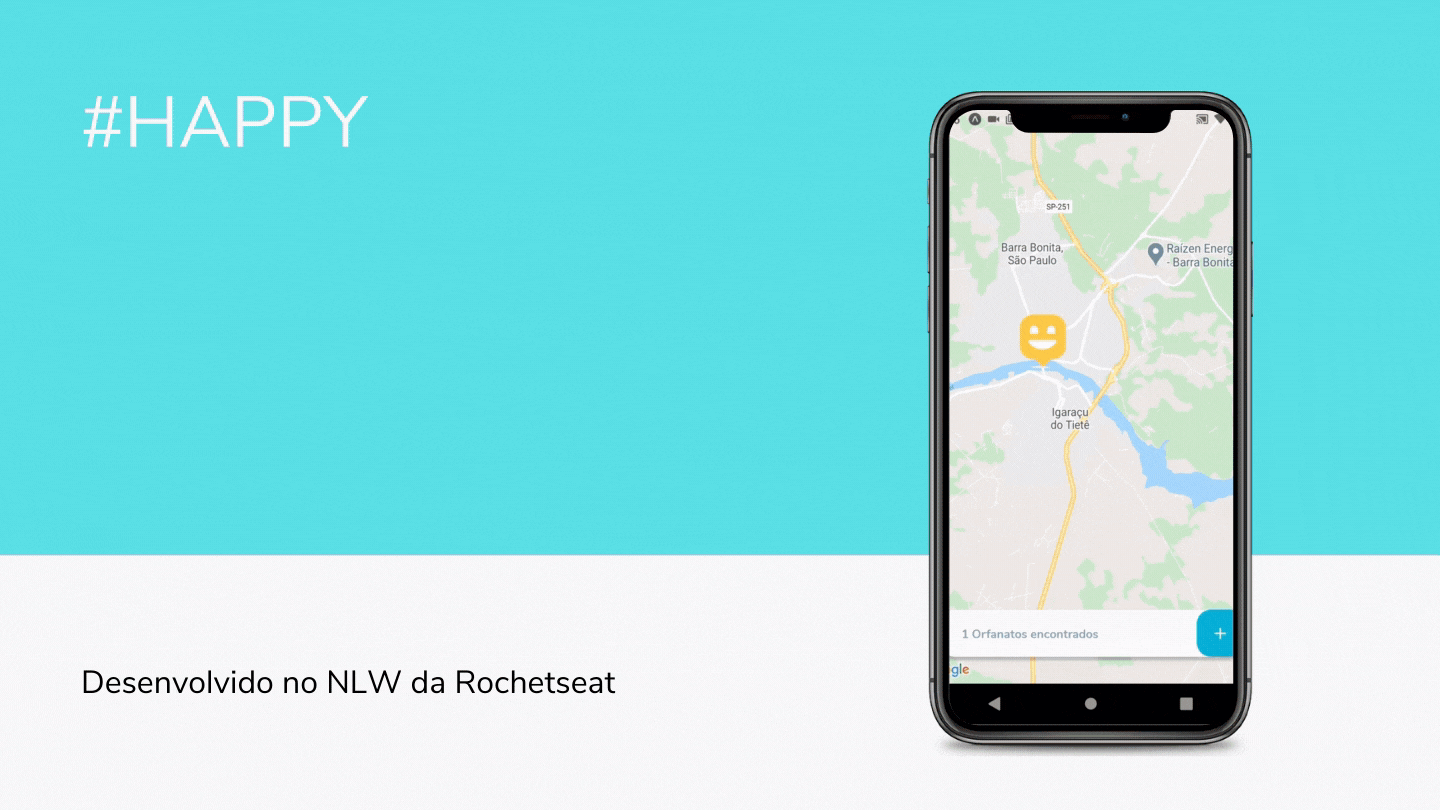 #HAPPY
SP-251
Barra Bonita,
São Paulo
Raízen Energ
- Barra Bonita
Igaraçu
do Tietê
1 Orfanatos encontrados
+
gle
Desenvolvido no NLW da Rochetseat